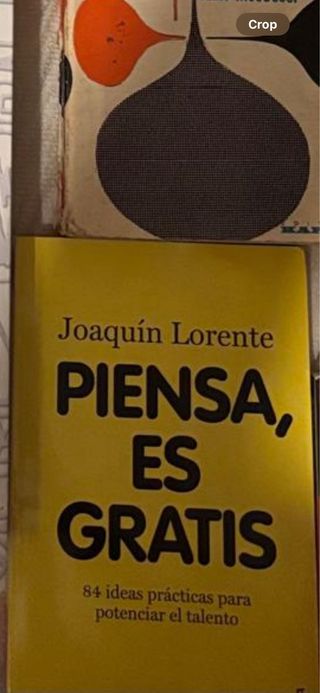 Crop
Joaquín Lorente
PIENSA,
ES
GRATIS
84 ideas prácticas para
potenciar el talento